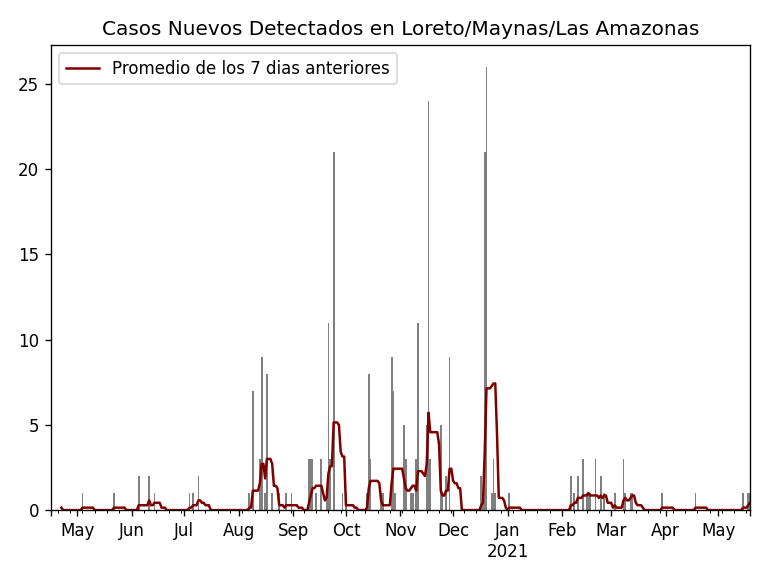 Casos Nuevos Detectados en Loreto/Maynas/Las Amazonas
Promedio de los 7 dias anteriores
25
20
15
10
5
0
May Jun Jul Aug Sep Oct Nov Dec Jan Feb Mar Apr May
2021